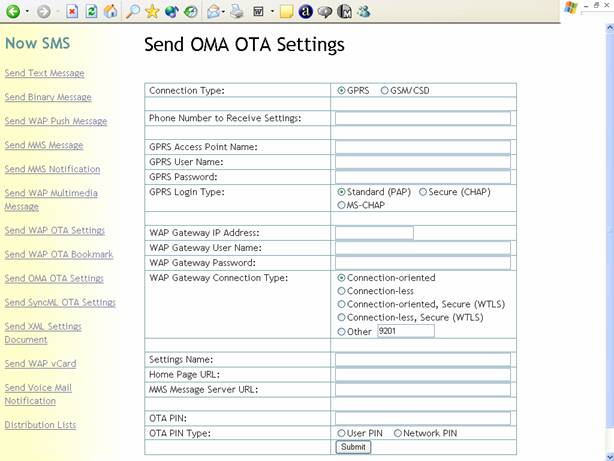 Now SMS
Send Text Message
Send Binary Message
Send WAP Push Message
Send MMS Message
Send MMS Notification
Send WAP Multimedia
Message
Send WAP OTA Settings
Send WAP OTA Bookmark
Send OMA OTA Settings
Send SyncML OTA Settings
Send XML Settings
Document
Send WAP vCard
Send Voice Mail
Notification
Distribution Lists
Send OMA OTA Settings
Connection Type: GPRS GSM/CSD
Phone Number to Receive Settings:
GPRS Access Point Name:
GPRS User Name:
GPRS Password:
GPRS Login Type: Standard (PAP) Secure (CHAP)
MS-CHAP
WAP Gateway IP Address:
WAP Gateway User Name:
WAP Gateway Password:
WAP Gateway Connection Type: Connection-oriented
Connection-less
Connection-oriented, Secure (WTLS)
Connection-less, Secure (WTLS)
Other 9201
Settings Name:
Home Page URL:
MMS Message Server URL:
OTA PIN:
OTA PIN Type: User PIN Network PIN
Submit